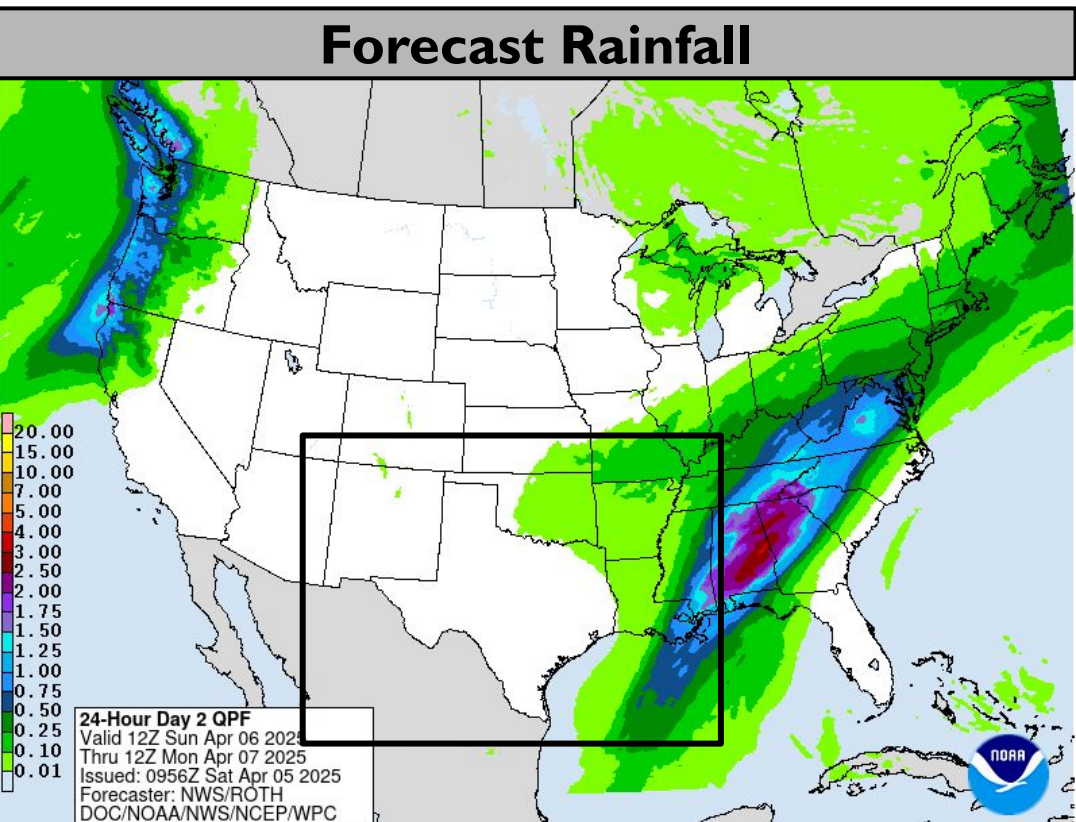 Forecast Rainfall
20.00
15.00
10.00
7.00
5.00
4.00
3.00
2.50
2.00
1.75
1.50
1.25
1.00
0.75
0.50
0.25
0.10
0.01
24-Hour Day 2 QPF
Valid 12Z Sun Apr 06 2025
Thru 12Z Mon Apr 07 2025
Issued: 0956Z Sat Apr 05 2025
Forecaster: NWS/ROTH
DOC/NOAA/NWS/NCEP/WPC
NOAA